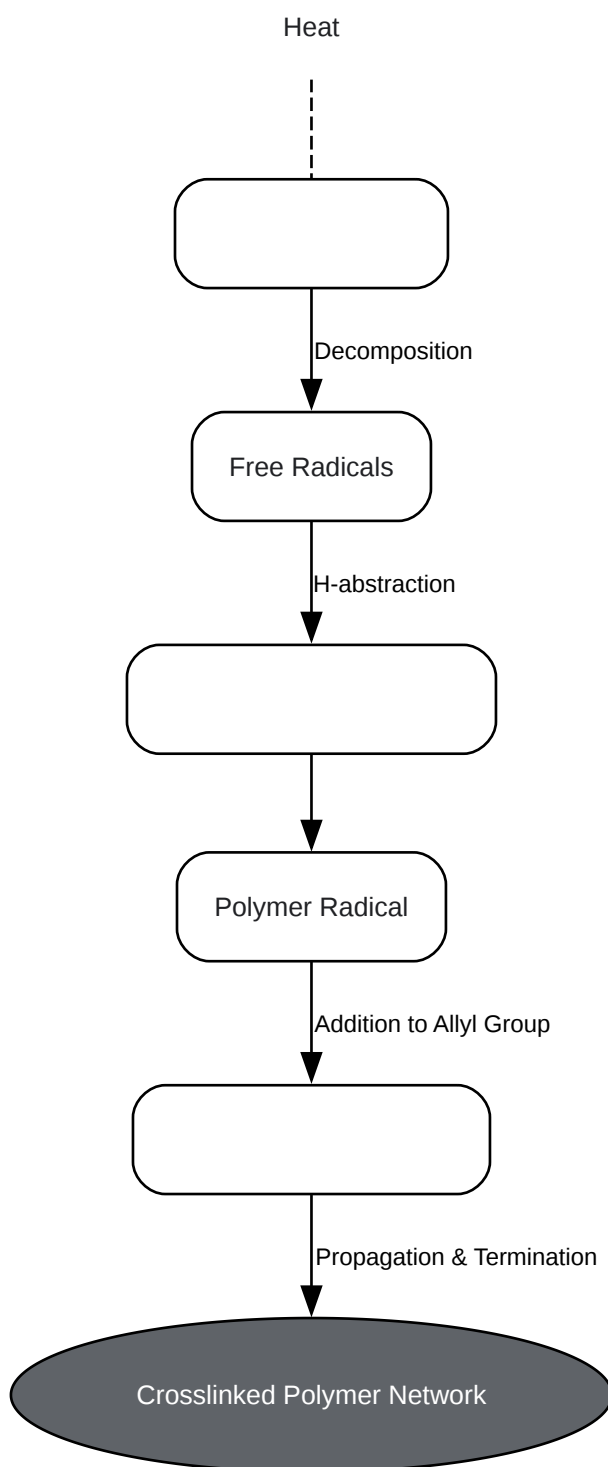 Heat
Decomposition
Free Radicals
H-abstraction
Polymer Radical
Addition to Allyl Group
Propagation & Termination
Crosslinked Polymer Network